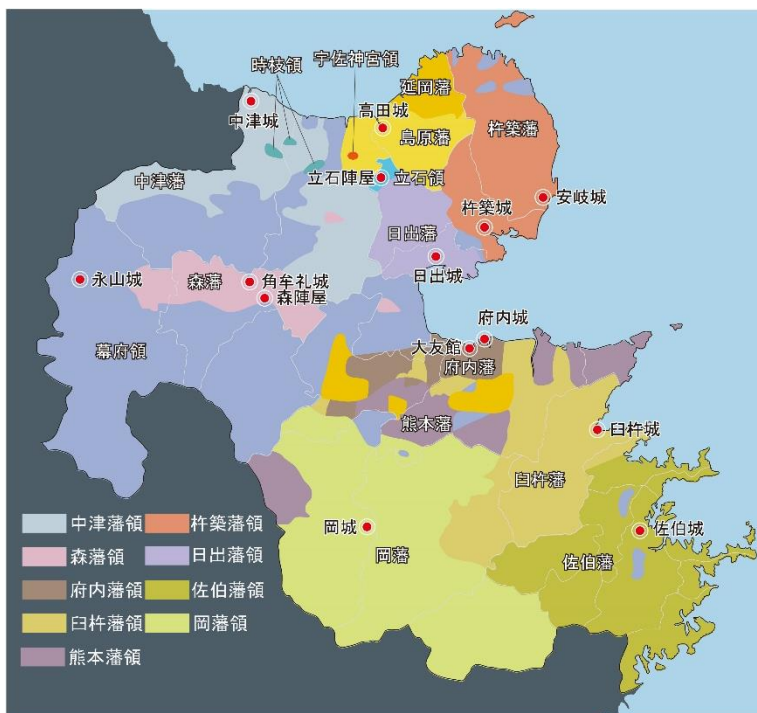 時枝領
宇佐神宮領
延岡藩
中津城
高田城
島原藩
杵築藩
中津藩
立石陣屋
立石領
安岐城
杵築城
日出藩
日出城
永山城
森藩
角牟礼城
森陣屋
幕府領
府内城
大友館
府内藩
熊本藩
臼杵城
臼杵藩
岡城
岡藩
佐伯城
佐伯藩
中津藩領
杵築藩領
森藩領
日出藩領
府内藩領
佐伯藩領
臼杵藩領
岡藩領
熊本藩領